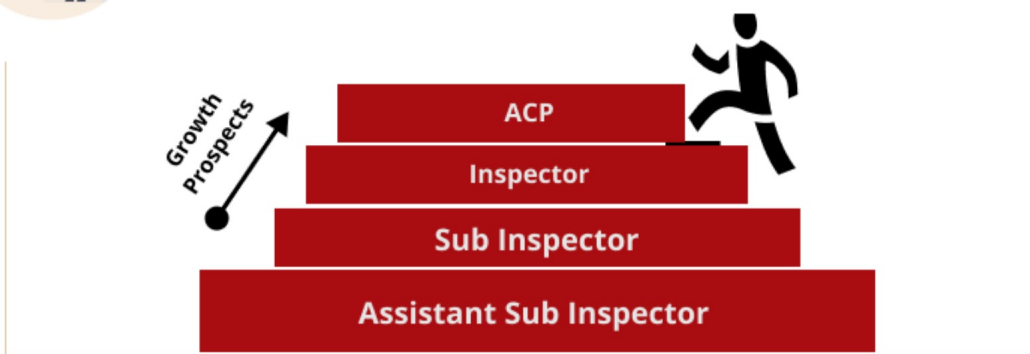 Growth
Prospects
ACP
Inspector
Sub Inspector
Assistant Sub Inspector